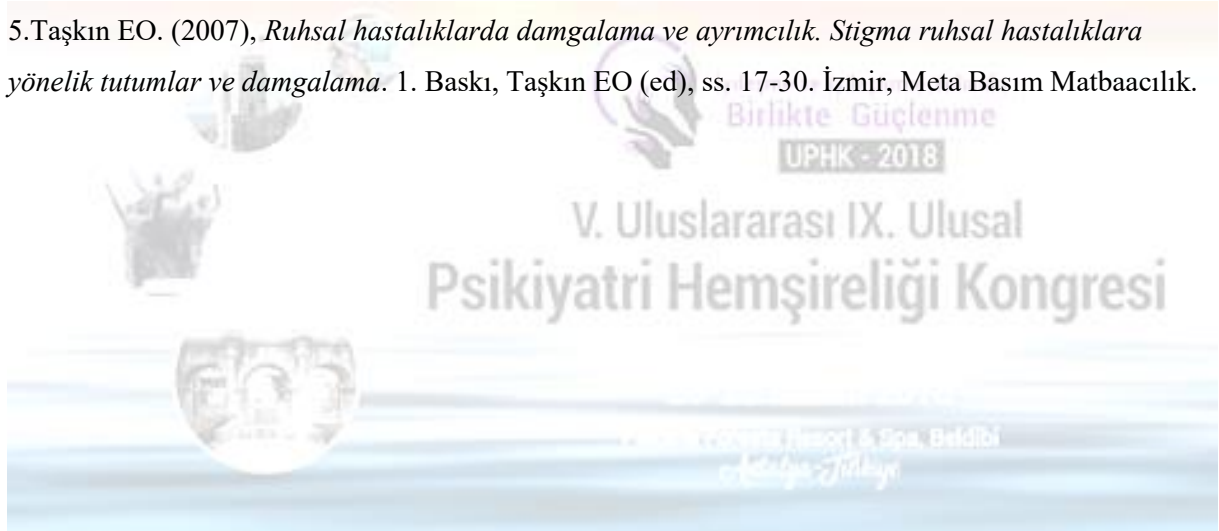 5.Taşkın EO. (2007), Ruhsal hastalıklarda damgalama ve ayrımcılık. Stigma ruhsal hastalıklara
yönelik tutumlar ve damgalama. 1. Baskı, Taşkın EO (ed), ss. 17-30. İzmir, Meta Basım Matbaacılık.
Birlikte Güçlenme
UPHK - 2018
V. Uluslararası IX. Ulusal
Psikiyatri Hemşireliği Kongresi
Resort & Spa, Beldibi
Antalya-Türkiye